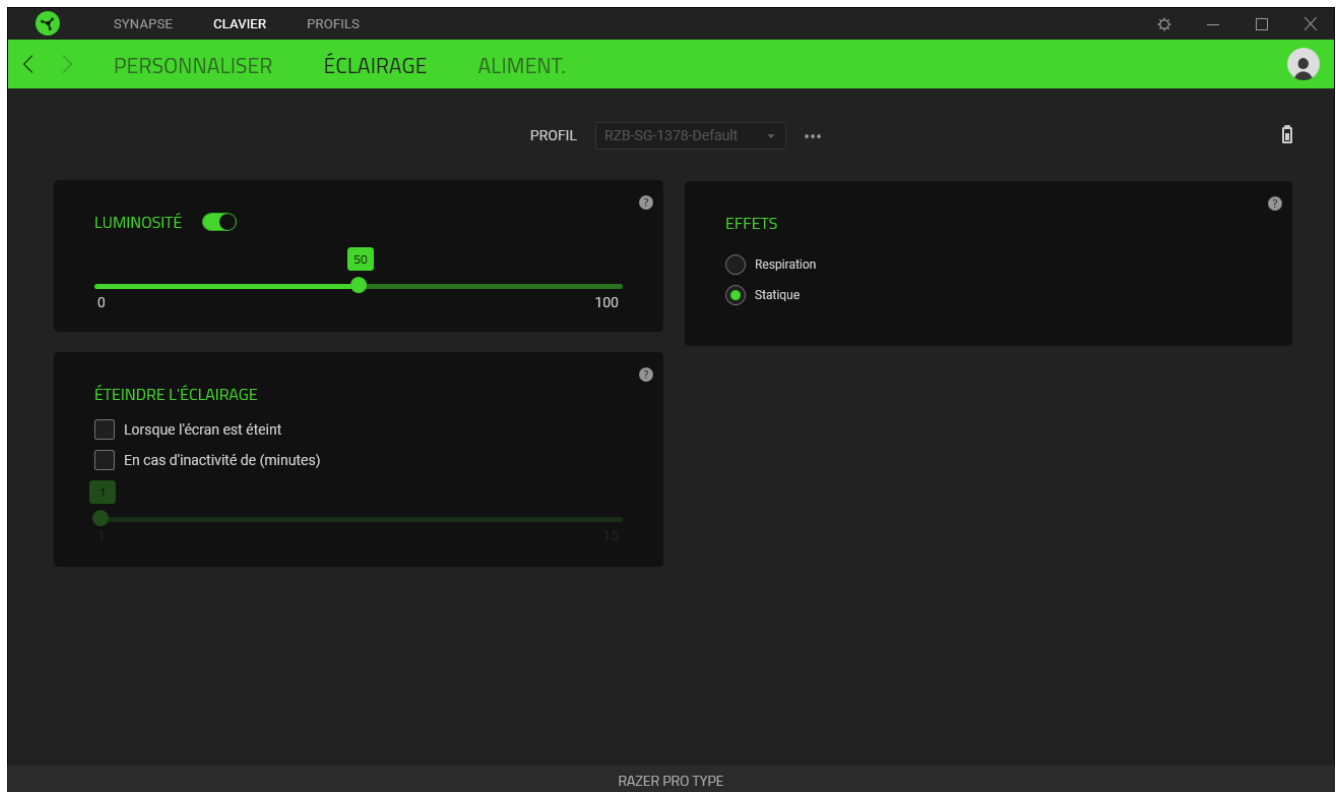 SYNAPSE CLAVIER PROFILS
PERSONNALISER ÉCLAIRAGE ALIMENT.
PROFIL RZB-SG-1378-Default
LUMINOSITÉ
50
0 100
EFFETS
Respiration
Statique
ÉTEINDRE L'ÉCLAIRAGE
Lorsque l'écran est éteint
En cas d'inactivité de (minutes)
1
1 15
RAZER PRO TYPE